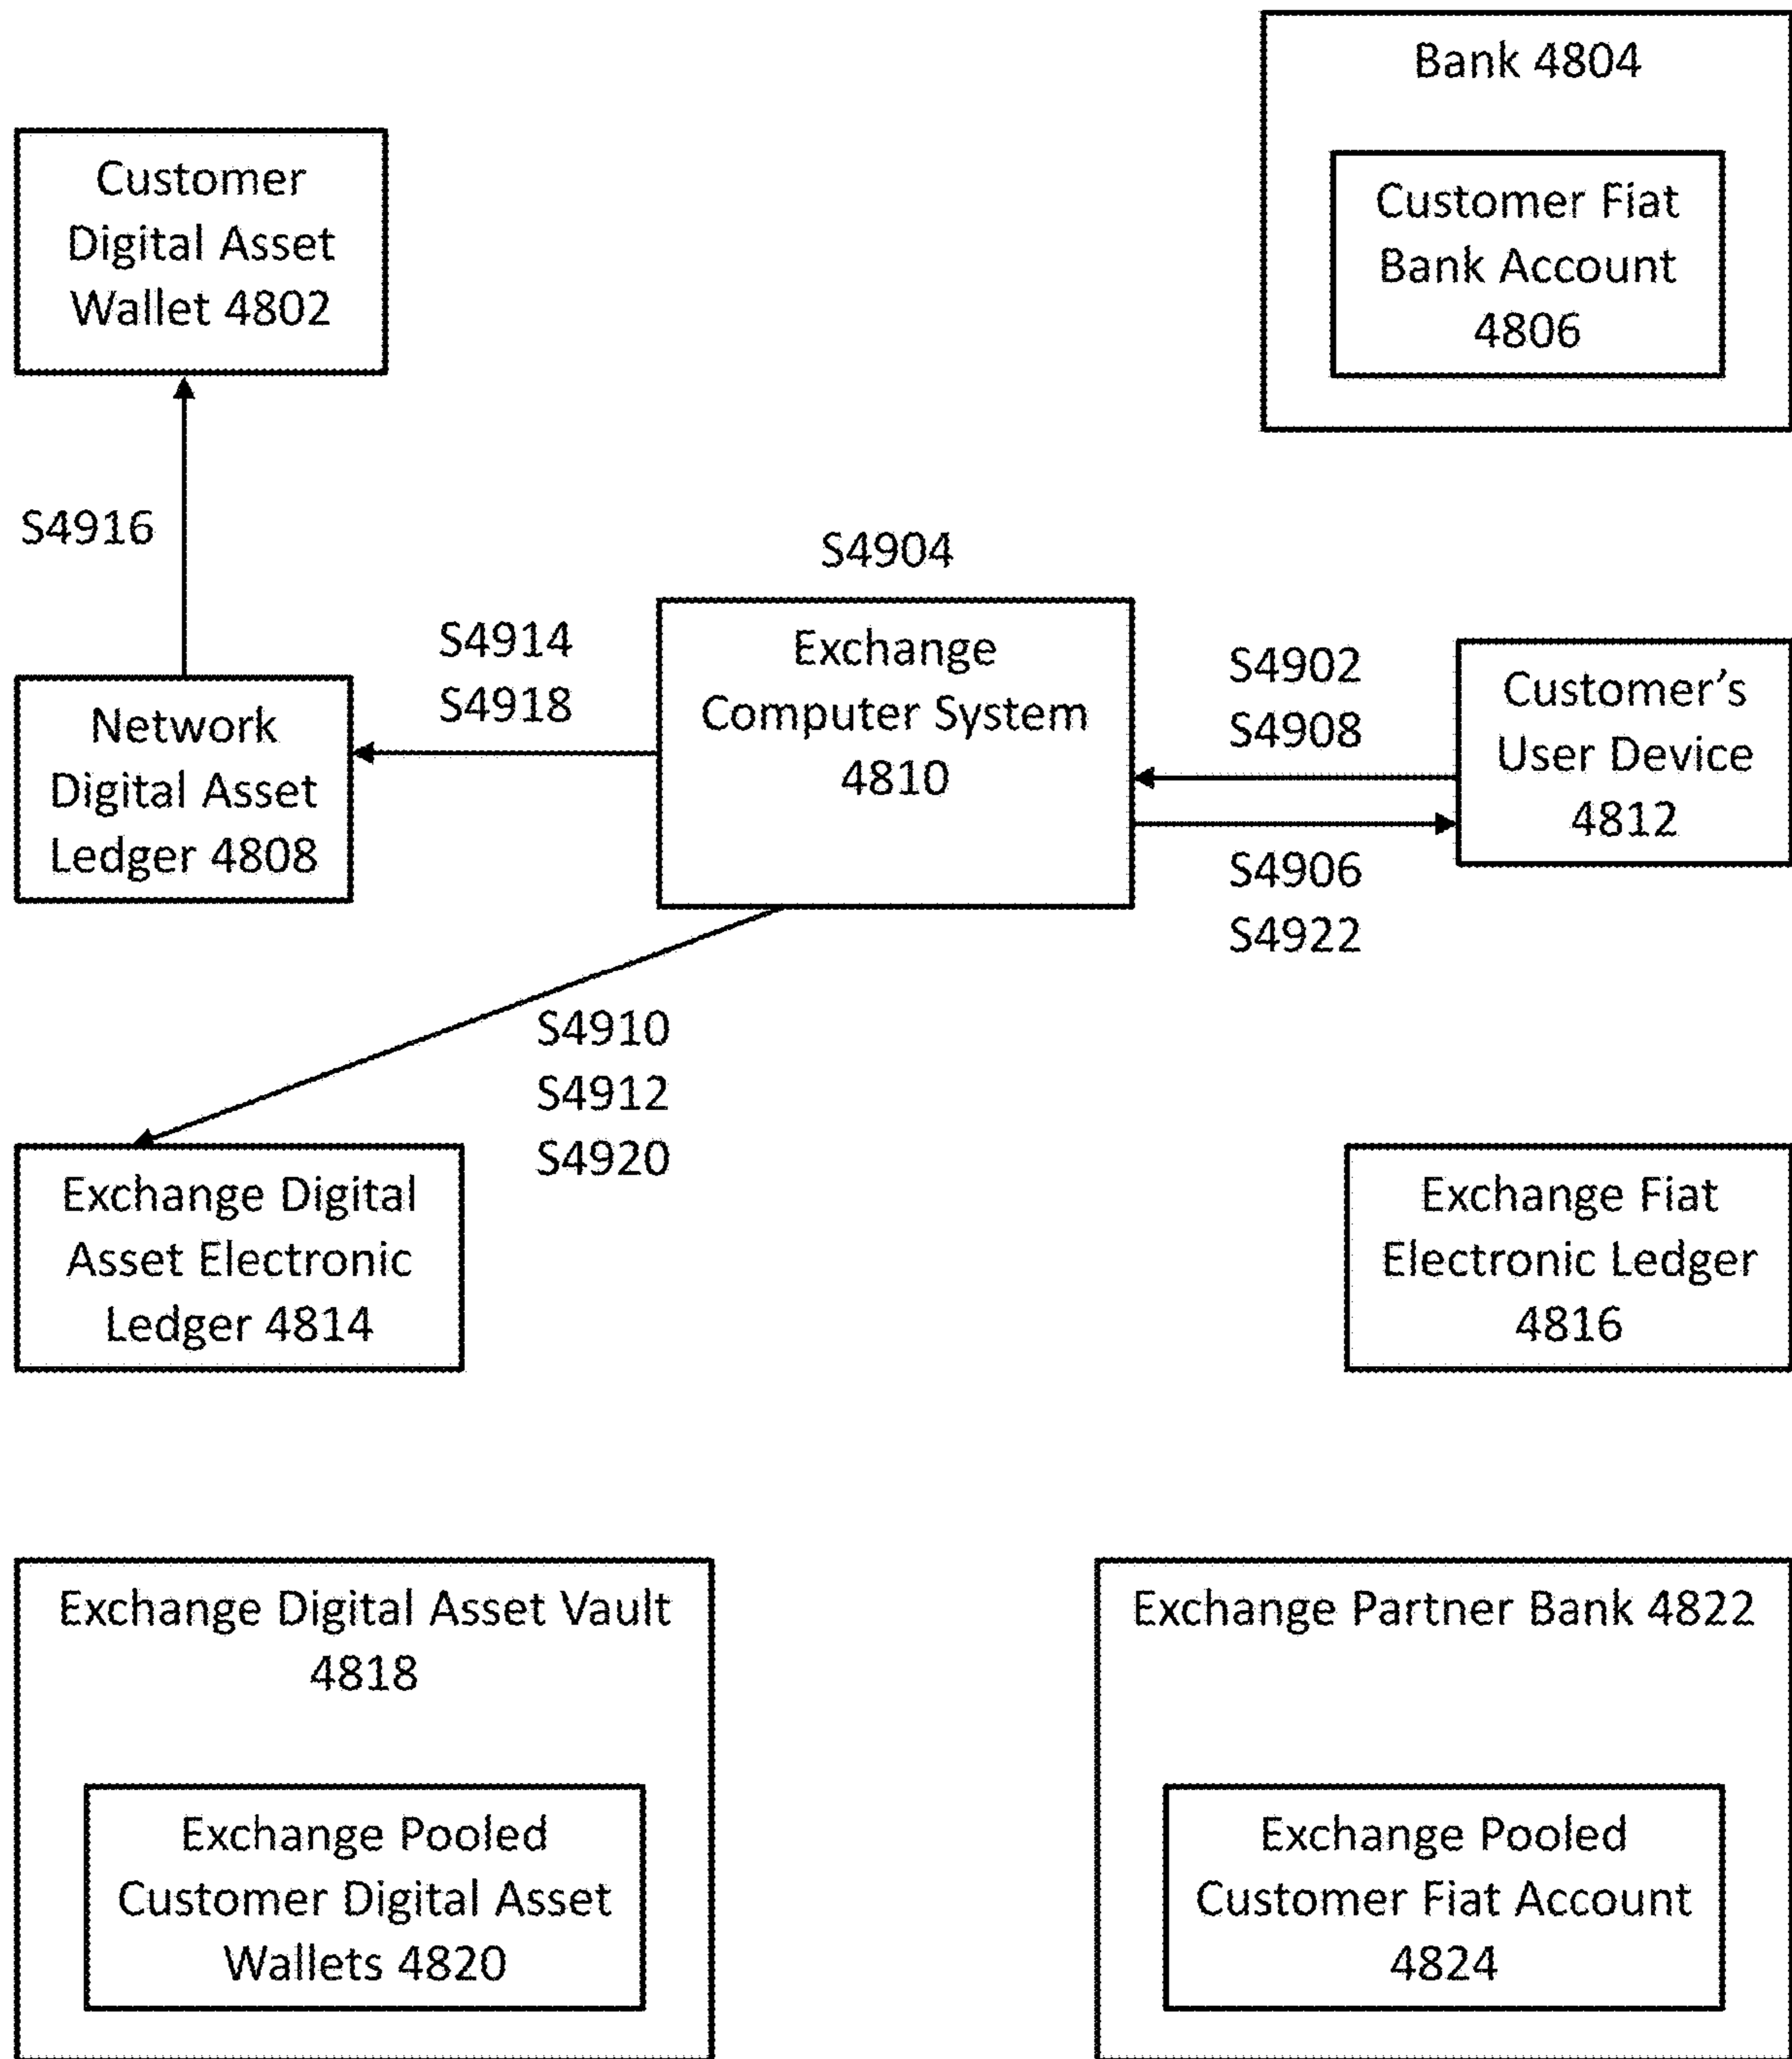 Bank 4804
Customer
Digital Asset
Wallet 4802
Customer Fiat
Bank Account
4806
S4916
S4904
S4914
S4918
Exchange
Computer System
4810
S4902
S4908
Customer's
User Device
4812
Network
Digital Asset
Ledger 4808
S4906
S4922
S4910
S4912
S4920
Exchange Digital
Asset Electronic
Ledger 4814
Exchange Fiat
Electronic Ledger
4816
Exchange Digital Asset Vault
4818
Exchange Pooled
Customer Digital Asset
Wallets 4820
Exchange Partner Bank 4822
Exchange Pooled
Customer Fiat Account
4824